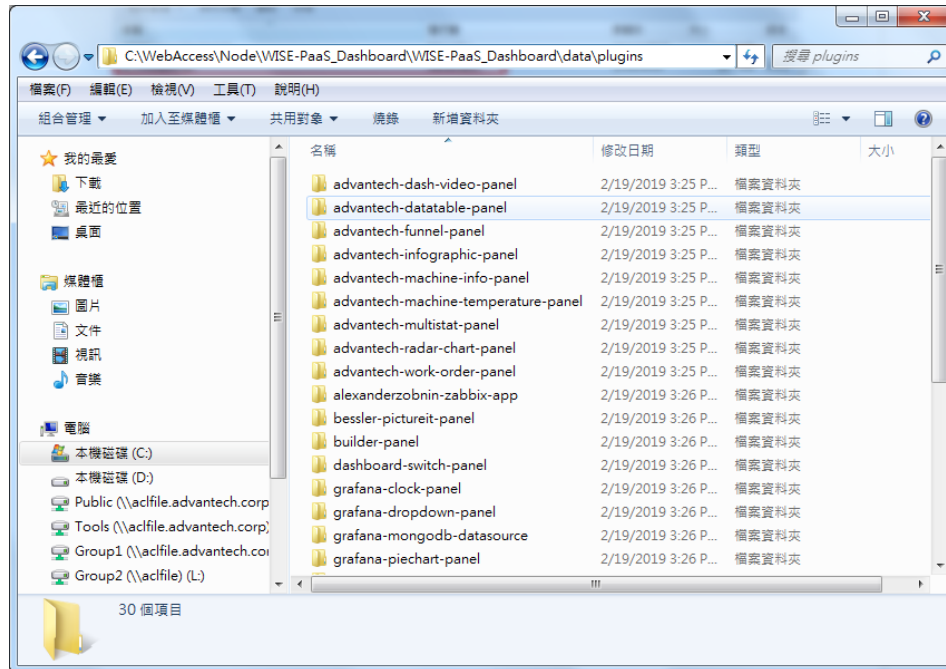 C:\WebAccess\Node\WISE-PaaS_Dashboard\WISE-PaaS_Dashboard\data\plugins
搜尋 plugins
檔案(F) 編輯(E) 檢視(V) 工具(T) 說明(H)
組合管理 加入至媒體櫃 共用對象 燒錄 新增資料夾
我的最愛
下載
最近的位置
桌面
媒體櫃
圖片
文件
視訊
音樂
電腦
本機磁碟 (C:)
本機磁碟 (D:)
Public (\\aclfile.advantech.corp
Tools (\\aclfile.advantech.corp)
Group1 (\\aclfile.advantech.co
Group2 (\\aclfile) (L:)
名稱 修改日期 類型 大小
advantech-dash-video-panel 2/19/2019 3:25 P... 檔案資料夾
advantech-datatable-panel 2/19/2019 3:25 P... 檔案資料夾
advantech-funnel-panel 2/19/2019 3:25 P... 檔案資料夾
advantech-infographic-panel 2/19/2019 3:25 P... 檔案資料夾
advantech-machine-info-panel 2/19/2019 3:25 P... 檔案資料夾
advantech-machine-temperature-panel 2/19/2019 3:25 P... 檔案資料夾
advantech-multistat-panel 2/19/2019 3:25 P... 檔案資料夾
advantech-radar-chart-panel 2/19/2019 3:25 P... 檔案資料夾
advantech-work-order-panel 2/19/2019 3:25 P... 檔案資料夾
alexanderzobnin-zabbix-app 2/19/2019 3:26 P... 檔案資料夾
bessler-pictureit-panel 2/19/2019 3:26 P... 檔案資料夾
builder-panel 2/19/2019 3:26 P... 檔案資料夾
dashboard-switch-panel 2/19/2019 3:26 P... 檔案資料夾
grafana-clock-panel 2/19/2019 3:26 P... 檔案資料夾
grafana-dropdown-panel 2/19/2019 3:26 P... 檔案資料夾
grafana-mongodb-datasource 2/19/2019 3:26 P... 檔案資料夾
grafana-piechart-panel 2/19/2019 3:26 P... 檔案資料夾
30 個項目